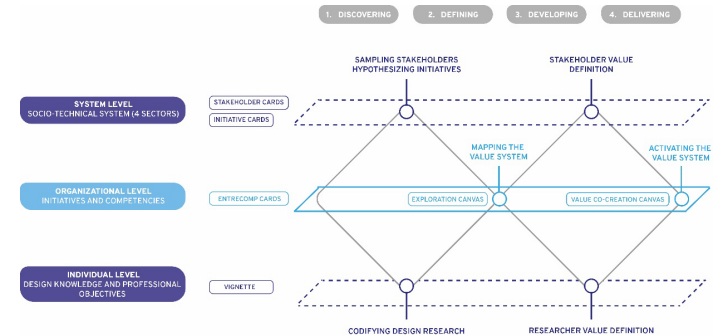 1. DISCOVERING
2. DEFINING
3. DEVELOPING
4. DELIVERING
SAMPLING STAKEHOLDERS
HYPOTHESIZING INITIATIVES
STAKEHOLDER VALUE
DEFINITION
SYSTEM LEVEL
SOCIO-TECHNICAL SYSTEM (4 SECTORS)
STAKEHOLDER CARDS
INITIATIVE CARDS
MAPPING THE
VALUE SYSTEM
ACTIVATING THE
VALUE SYSTEM
ORGANIZATIONAL LEVEL
INITIATIVES AND COMPETENCIES
ENTRECOMP CARDS
EXPLORATION CANVAS
VALUE CO-CREATION CANVAS
INDIVIDUAL LEVEL
DESIGN KNOWLEDGE AND PROFESSIONAL
OBJECTIVES
VIGNETTE
CODIFYING DESIGN RESEARCH
RESEARCHER VALUE DEFINITION